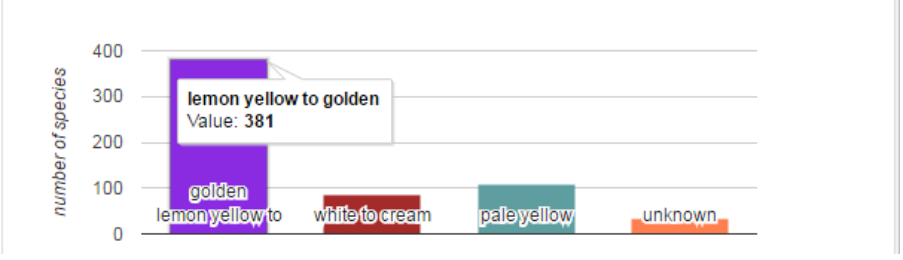 number of species
400
300
200
100
0
lemon yellow to golden
Value: 381
golden
lemon yellow to
white to cream
pale yellow
unknown